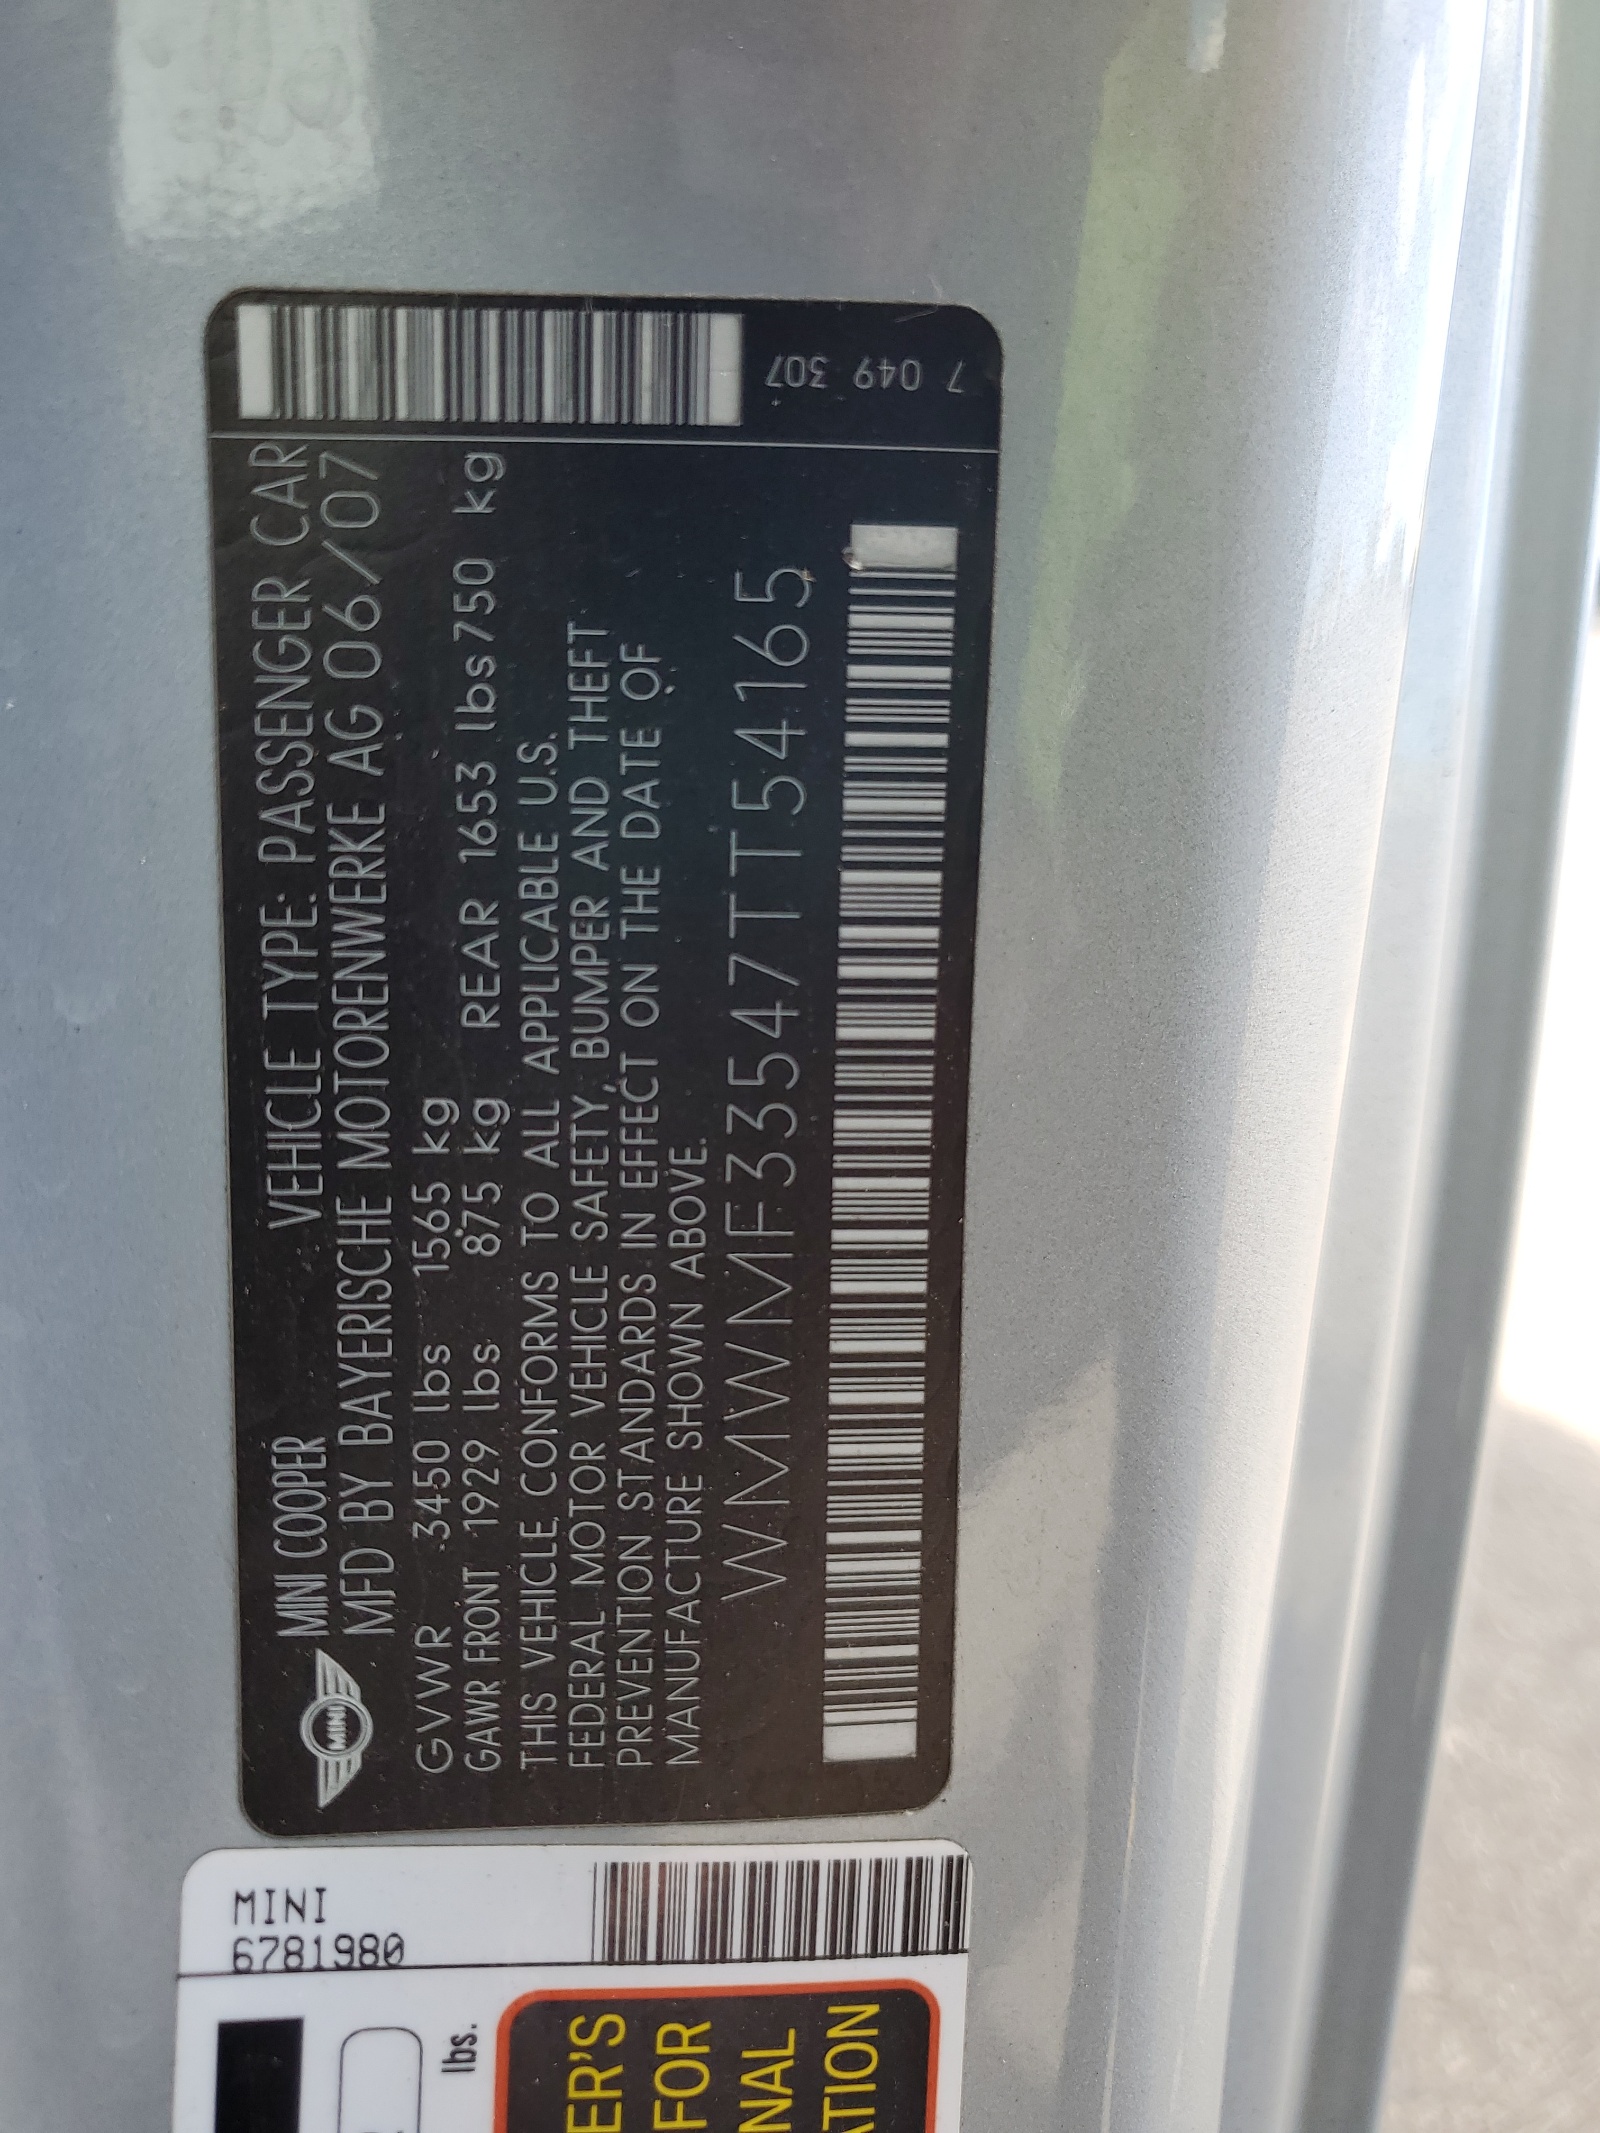 MINI COOPER VEHICLE TYPE: PASSENGER CAR
MINI
MFD BY BAYERISCHE MOTORENWERKE AG 06/07
GVWR 3450 lbs 1565 kg
GAWR FRONT 1929 lbs 875 kg REAR 1653 lbs 750 kg
THIS VEHICLE CONFORMS TO ALL APPLICABLE U.S.
FEDERAL MOTOR VEHICLE SAFETY, BUMPER AND THEFT
PREVENTION STANDARDS IN EFFECT ON THE DATE OF
MANUFACTURE SHOWN ABOVE.
WMWMF33547TT54165
7 049 307
MINI
6781980
lbs.
ER'S
FOR
NAL
ATION